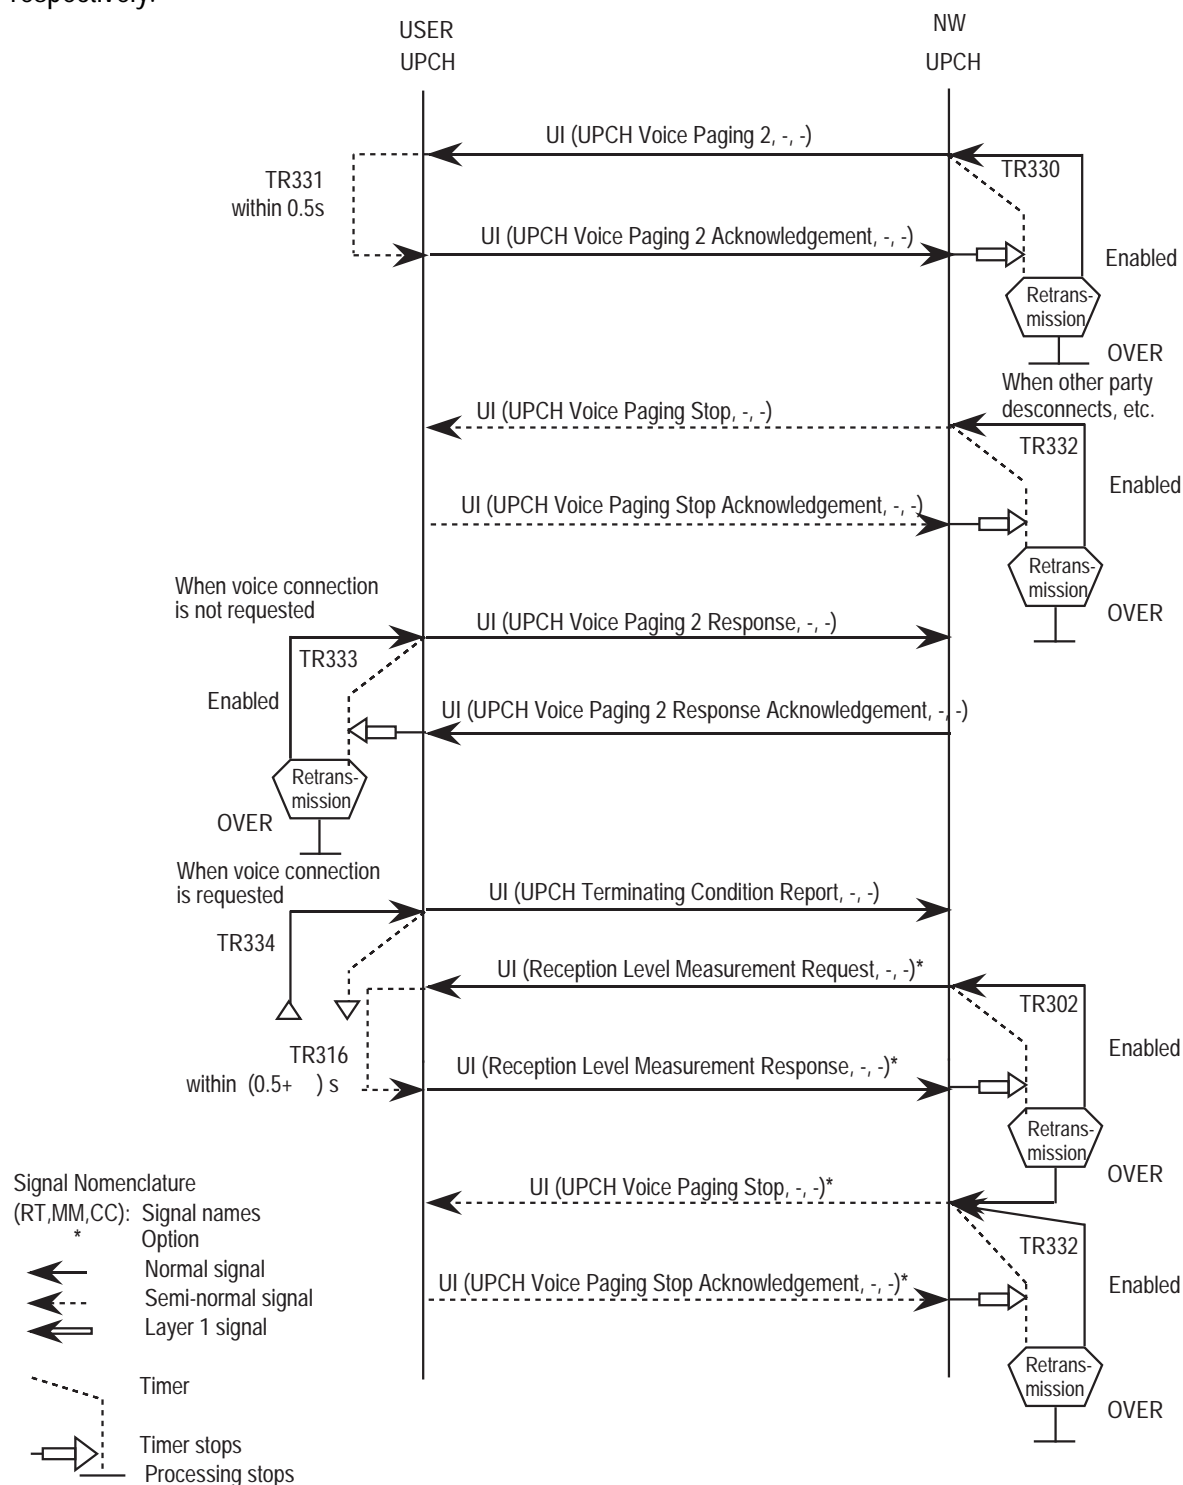 respectively.
USER
UPCH
NW
UPCH
UI (UPCH Voice Paging 2, -, -)
TR330
TR331
within 0.5s
UI (UPCH Voice Paging 2 Acknowledgement, -, -)
Enabled
Retrans-
mission
OVER
When other party
desconnects, etc.
UI (UPCH Voice Paging Stop, -, -)
TR332
Enabled
UI (UPCH Voice Paging Stop Acknowledgement, -, -)
Retrans-
mission
OVER
When voice connection
is not requested
UI (UPCH Voice Paging 2 Response, -, -)
TR333
Enabled
UI (UPCH Voice Paging 2 Response Acknowledgement, -, -)
Retrans-
mission
OVER
When voice connection
is requested
UI (UPCH Terminating Condition Report, -, -)
TR334
UI (Reception Level Measurement Request, -, -)*
TR302
Enabled
TR316
within (0.5+ ) s
UI (Reception Level Measurement Response, -, -)*
Retrans-
mission
OVER
UI (UPCH Voice Paging Stop, -, -)*
TR332
Enabled
UI (UPCH Voice Paging Stop Acknowledgement, -, -)*
Retrans-
mission
OVER
Signal Nomenclature
(RT,MM,CC): Signal names
* Option
Normal signal
Semi-normal signal
Layer 1 signal
Timer
Timer stops
Processing stops